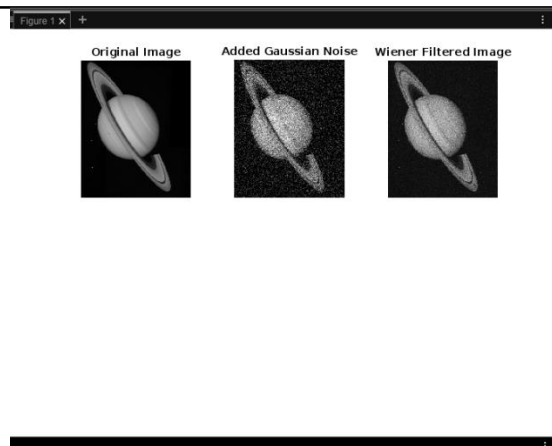 Figure 1 × +
Original Image
Added Gaussian Noise
Wiener Filtered Image